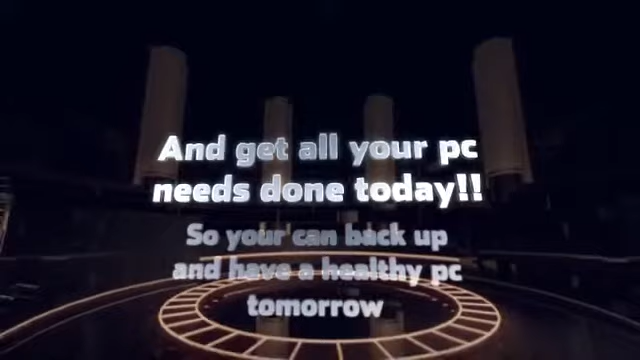 And get all your pc
needs done today!!
So your can back up
and have a healthy pc
tomorrow